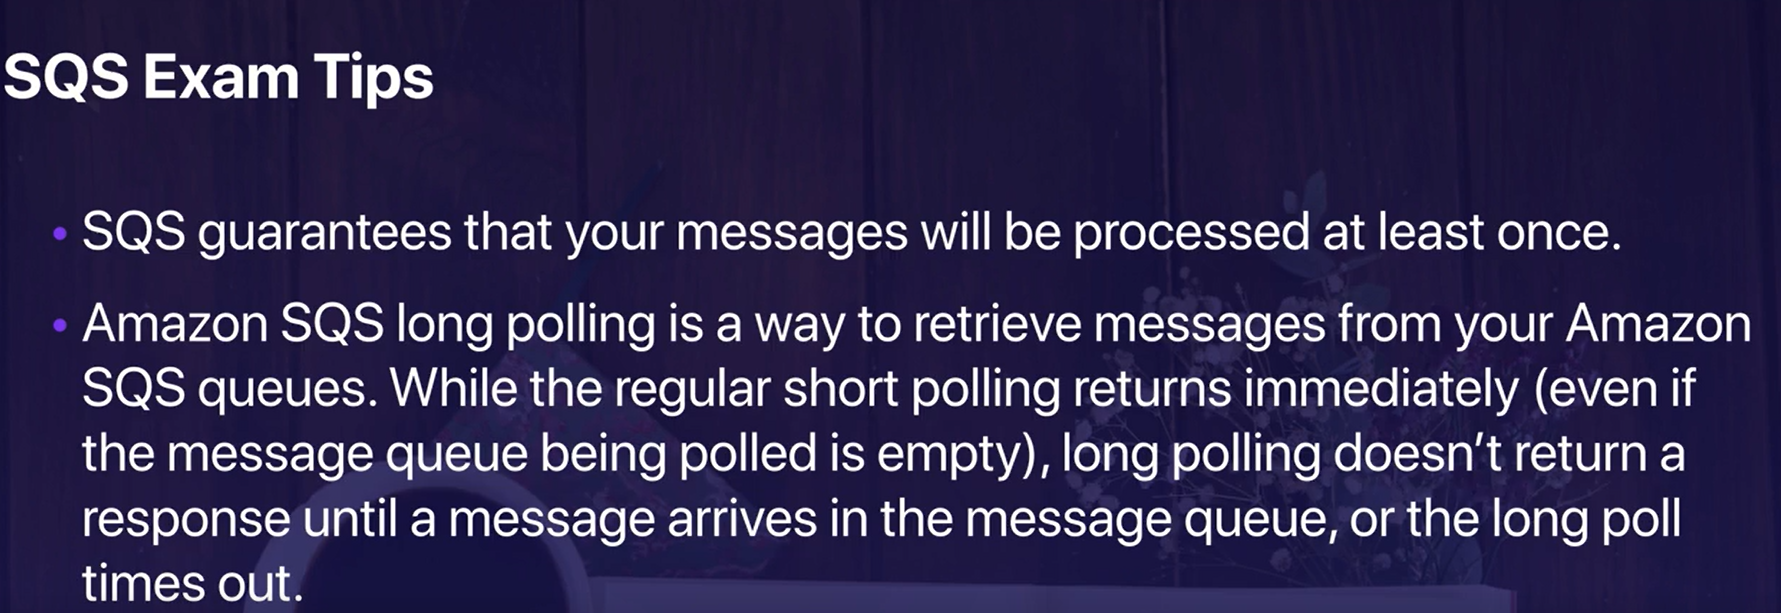 SQS Exam Tips
• SQS guarantees that your messages will be processed at least once.
• Amazon SQS long polling is a way to retrieve messages from your Amazon
SQS queues. While the regular short polling returns immediately (even if
the message queue being polled is empty), long polling doesn’t return a
response until a message arrives in the message queue, or the long poll
times out.